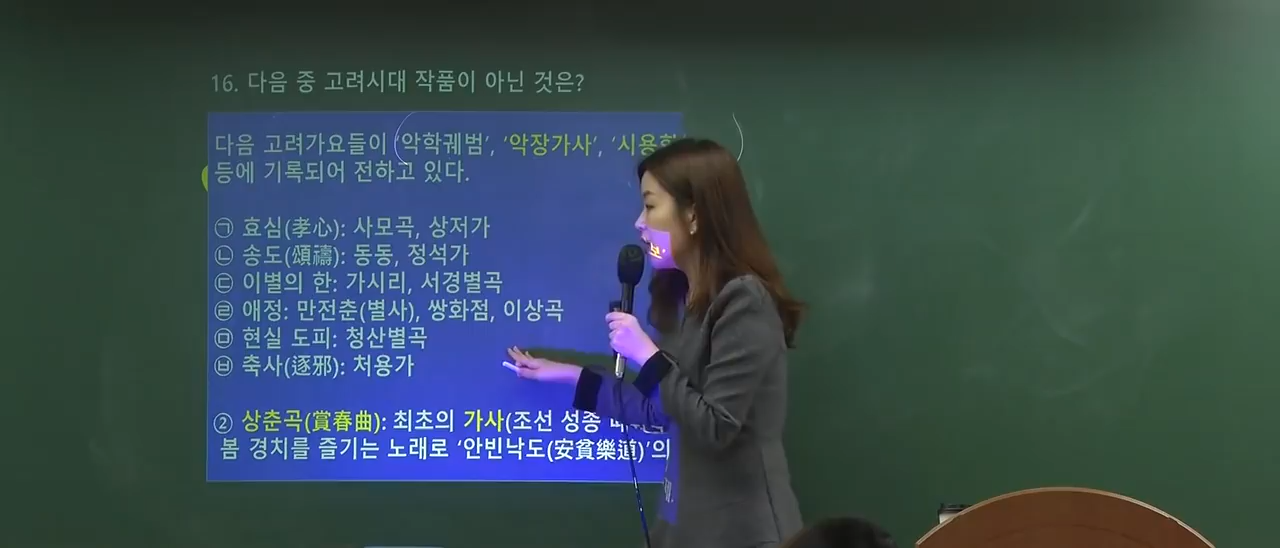 16. 다음 중 고려시대 작품이 아닌 것은?
다음 고려가요들이 '악학궤범', '악장가사', '시용향
등에 기록되어 전하고 있다.
㉠ 효심(孝心): 사모곡, 상저가
㉡ 송도(頌禱): 동동, 정석가
㉢ 이별의 한: 가시리, 서경별곡
㉣ 애정: 만전춘(별사), 쌍화점, 이상곡
㉤ 현실 도피: 청산별곡
㉥ 축사(逐邪): 처용가
② 상춘곡(賞春曲): 최초의 가사(조선 성종
봄 경치를 즐기는 노래로 '안빈낙도(安貧樂道)'의